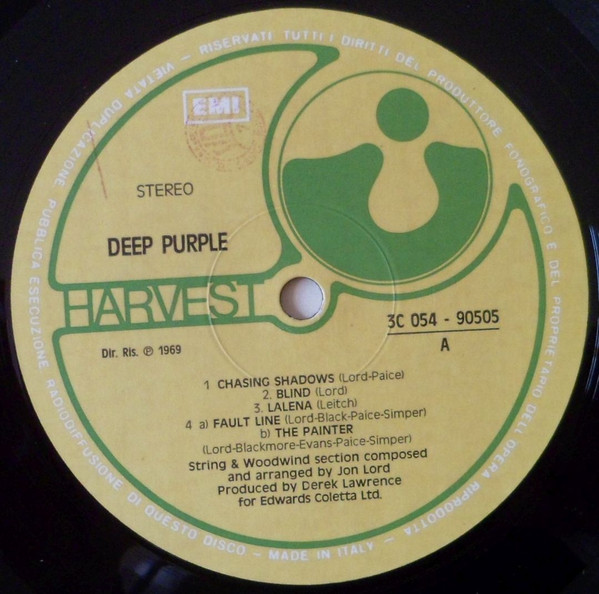 VIETATA DUPLICAZIONE PUBBLICA ESECUZIONE RADIODIFFUSIONE DI QUESTO DISCO – MADE IN ITALY – RISERVATI TUTTI I DIRITTI DEL PRODUTTORE FONOGRAFICO E DEL PROPRIETARIO DELL'OPERA RIPRODOTTA –
EMI
STEREO
DEEP PURPLE
HARVEST
3C 054 - 90505
A
Dir. Ris. ℗ 1969
1 CHASING SHADOWS (Lord-Paice)
2. BLIND (Lord)
3. LALENA (Leitch)
4 a) FAULT LINE (Lord-Black-Paice-Simper)
b) THE PAINTER
(Lord-Blackmore-Evans-Paice-Simper)
String & Woodwind section composed
and arranged by Jon Lord
Produced by Derek Lawrence
for Edwards Coletta Ltd.